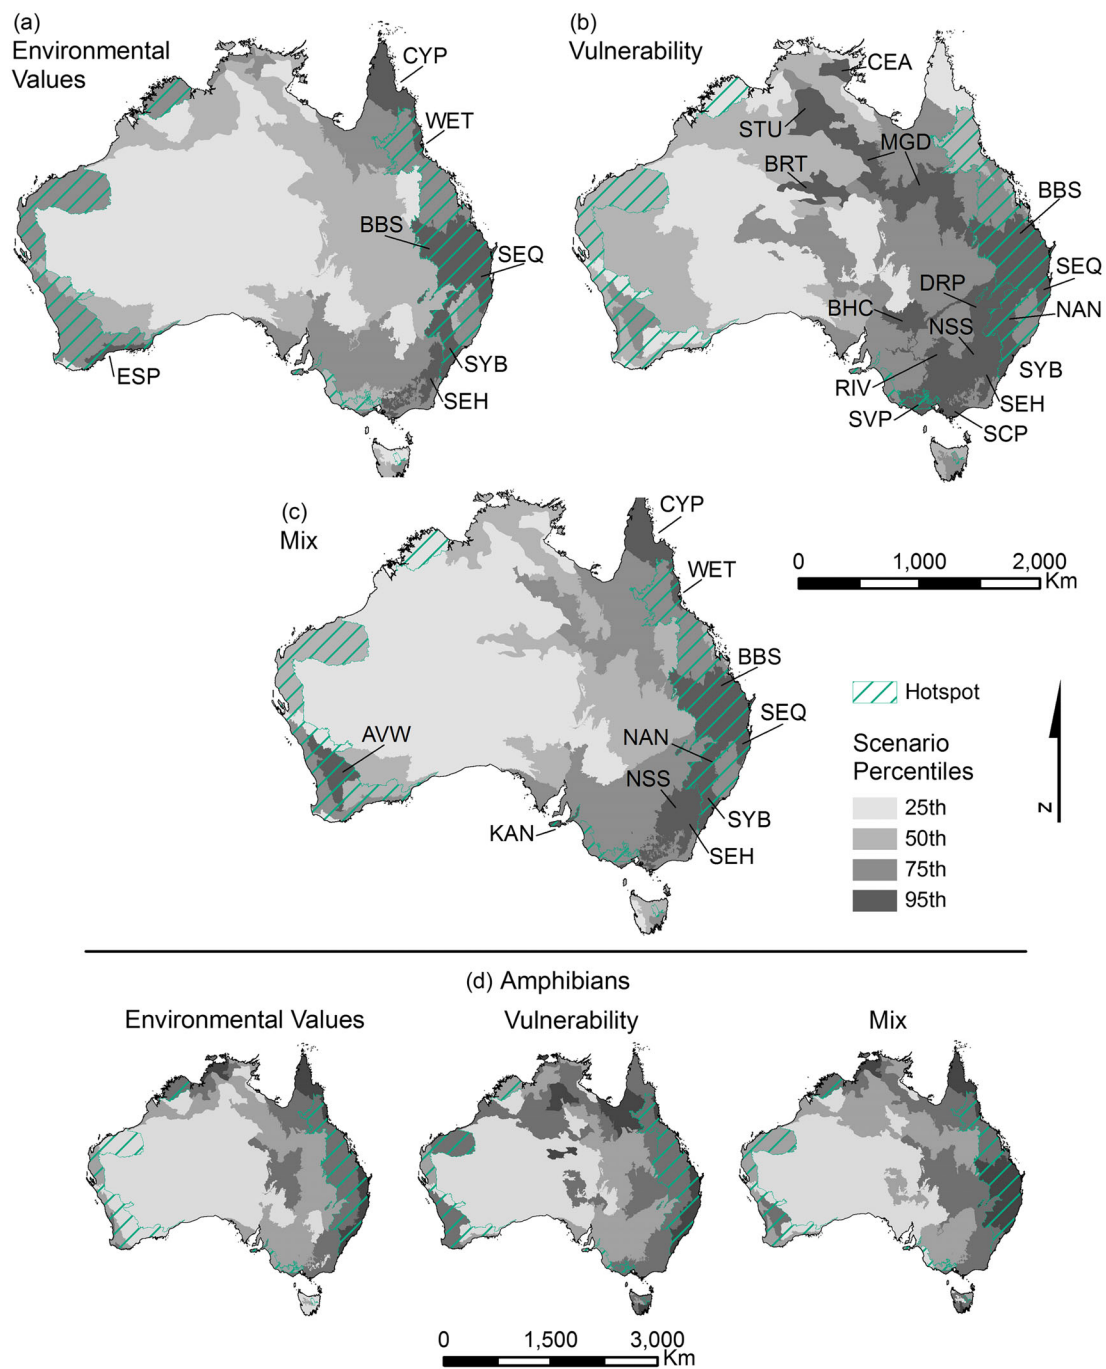 (a)
Environmental
Values
CYP
WET
BBS
SEQ
SYB
SEH
ESP
(b)
Vulnerability
CEA
STU
MGD
BRT
BBS
SEQ
DRP
NAN
BHC
NSS
SYB
RIV
SEH
SVP
SCP
(c)
Mix
CYP
WET
BBS
SEQ
AVW
NAN
NSS
SYB
KAN
SEH
0 1,000 2,000
Km
Hotspot
Scenario
Percentiles
25th
50th
75th
95th
N
(d) Amphibians
Environmental Values Vulnerability Mix
0 1,500 3,000
Km